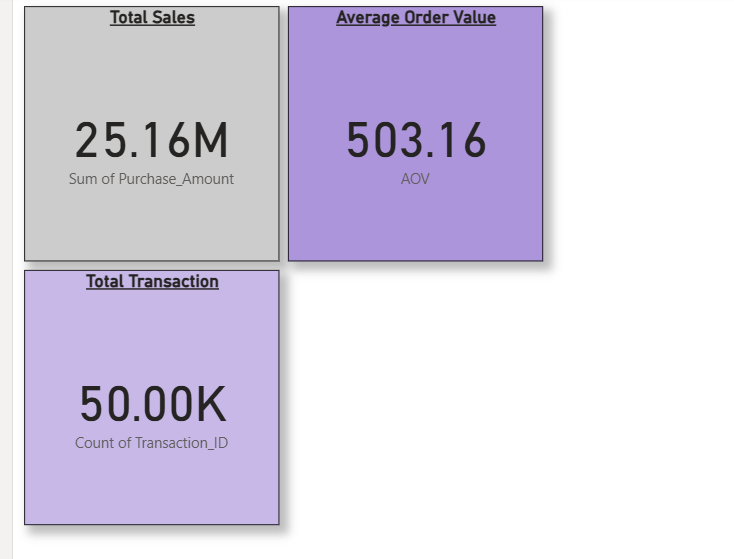 Total Sales
25.16M
Sum of Purchase_Amount
Average Order Value
503.16
AOV
Total Transaction
50.00K
Count of Transaction_ID